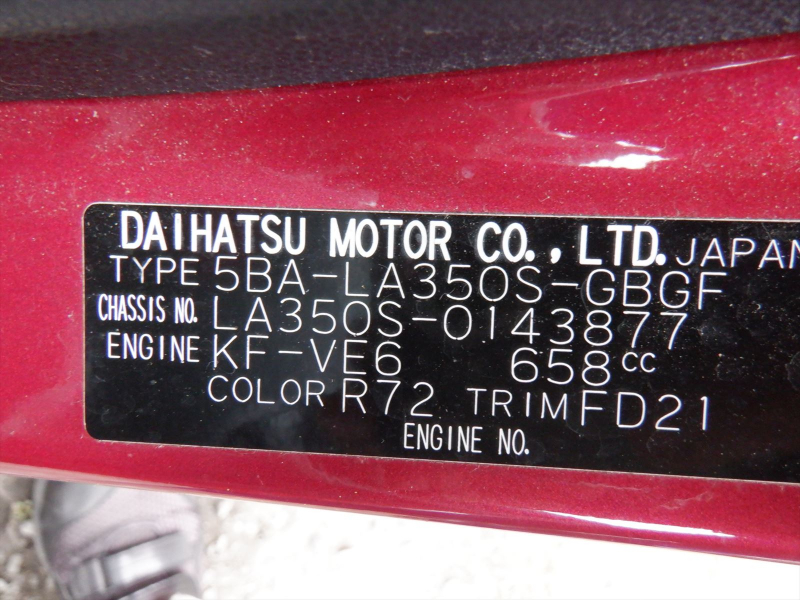 DAIHATSU MOTOR CO., LTD. JAPAN
TYPE 5BA-LA350S-GBGF
CHASSIS NO. LA350S-0143877
ENGINE KF-VE6 658cc
COLOR R72 TRIM FD21
ENGINE NO.